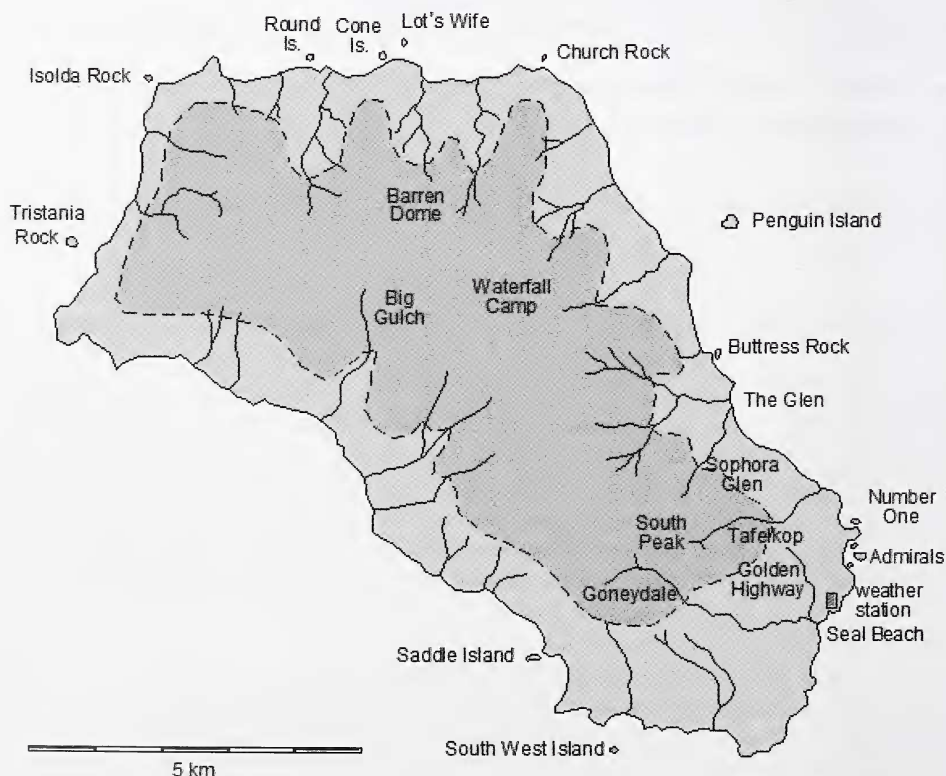 Lot's Wife
Round
Is.
Cone
Is.
Church Rock
Isolda Rock
Barren
Dome
Tristania
Rock
Penguin Island
Waterfall
Camp
Big
Gulch
Buttress Rock
The Glen
Sophora
Glen
Number
One
South
Peak
Tafelkop
Admirals
Golden
Highway
Goneydale
weather
station
Seal Beach
Saddle Island
South West Island
5 km